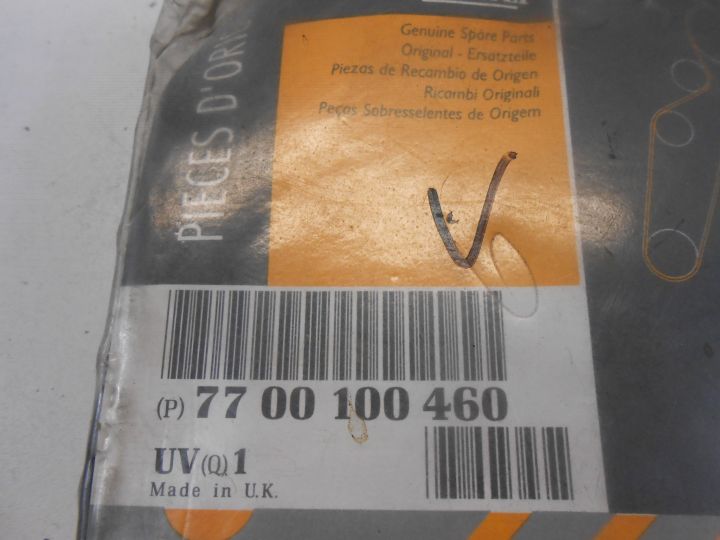 Genuine Spare Parts
Original - Ersatzteile
Piezas de Recambio de Origen
Ricambi Originali
Peças Sobresselentes de Origem
PIECES D'ORI
(P) 77 00 100 460
UV(Q)1
Made in U.K.